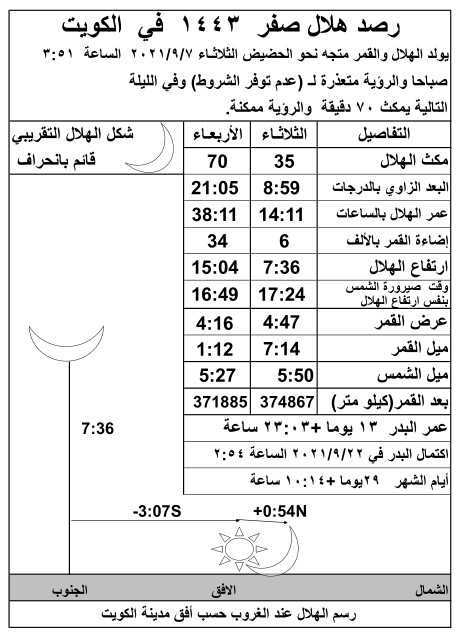 رصد هلال صفر ١٤٤٣ في الكويت
يولد الهلال والقمر متجه نحو الحضيض الثلاثاء ٢٠٢١/٩/٧ الساعة ٣:٥١
صباحا والرؤية متعذرة لـ (عدم توفر الشروط) وفي الليلة
التالية يمكث ٧٠ دقيقة والرؤية ممكنة.
التفاصيل الثلاثاء الأربعاء
شكل الهلال التقريبي
قائم بانحراف
مكث الهلال 35 70
البعد الزاوي بالدرجات 8:59 21:05
عمر الهلال بالساعات 14:11 38:11
إضاءة القمر بالألف 6 34
ارتفاع الهلال 7:36 15:04
وقت صيرورة الشمس
بنفس ارتفاع الهلال 17:24 16:49
عرض القمر 4:47 4:16
ميل القمر 7:14 1:12
ميل الشمس 5:50 5:27
بعد القمر(كيلو متر) 374867 371885
عمر البدر ١٣ يوما +٢٣:٠٣ ساعة
اكتمال البدر في ٢٠٢١/٩/٢٢ الساعة ٢:٥٤
أيام الشهر ٢٩يوما +١٠:١٤ ساعة
7:36
-3:07S +0:54N
الشمال الافق الجنوب
رسم الهلال عند الغروب حسب أفق مدينة الكويت